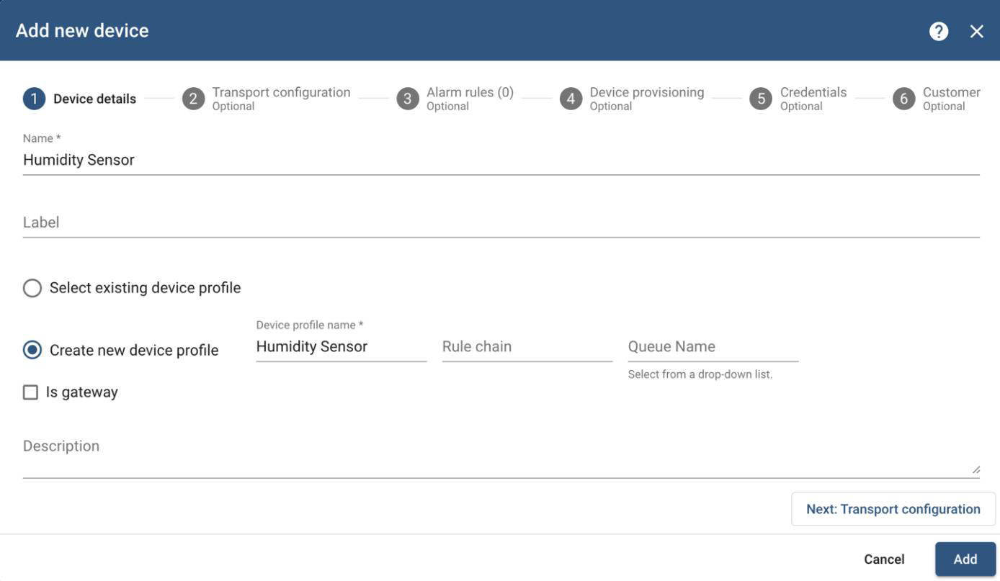 Add new device
?
1 Device details
2 Transport configuration
Optional
3 Alarm rules (0)
Optional
4 Device provisioning
Optional
5 Credentials
Optional
6 Customer
Optional
Name *
Humidity Sensor
Label
Select existing device profile
Create new device profile
Device profile name *
Humidity Sensor
Rule chain
Queue Name
Select from a drop-down list.
Is gateway
Description
Next: Transport configuration
Cancel
Add